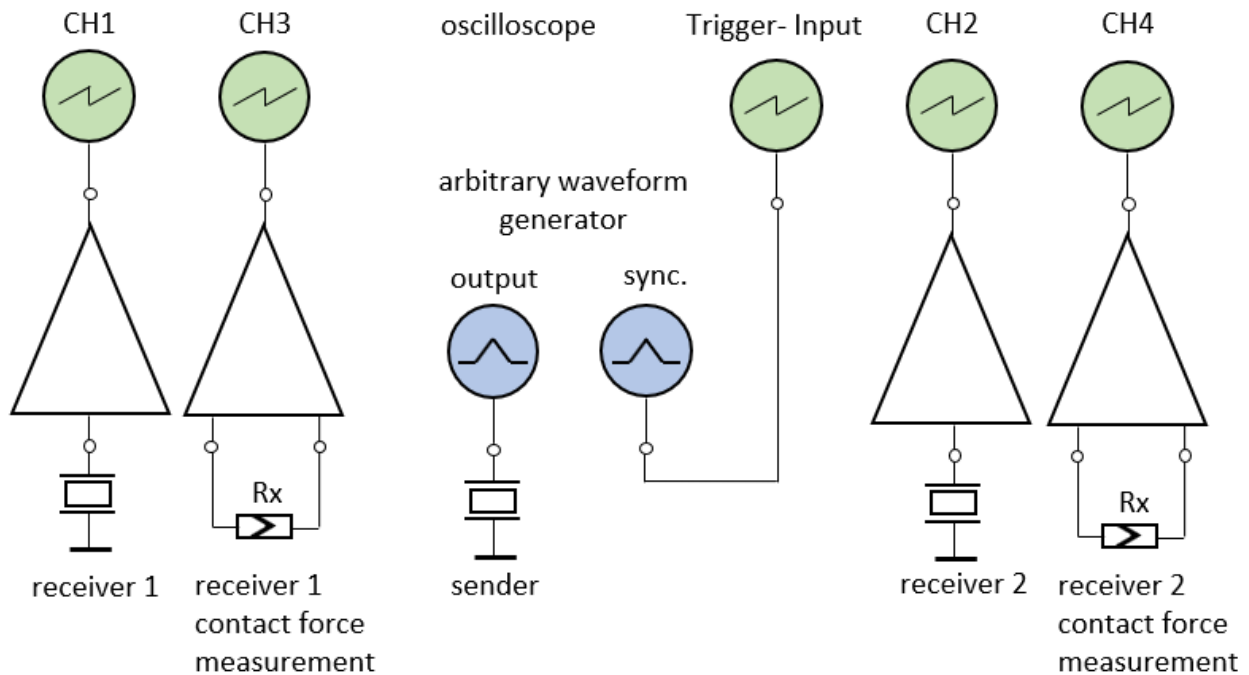 CH1
CH3
oscilloscope
Trigger- Input
CH2
CH4
arbitrary waveform
generator
output
sync.
Rx
Rx
receiver 1
receiver 1
contact force
measurement
sender
receiver 2
receiver 2
contact force
measurement